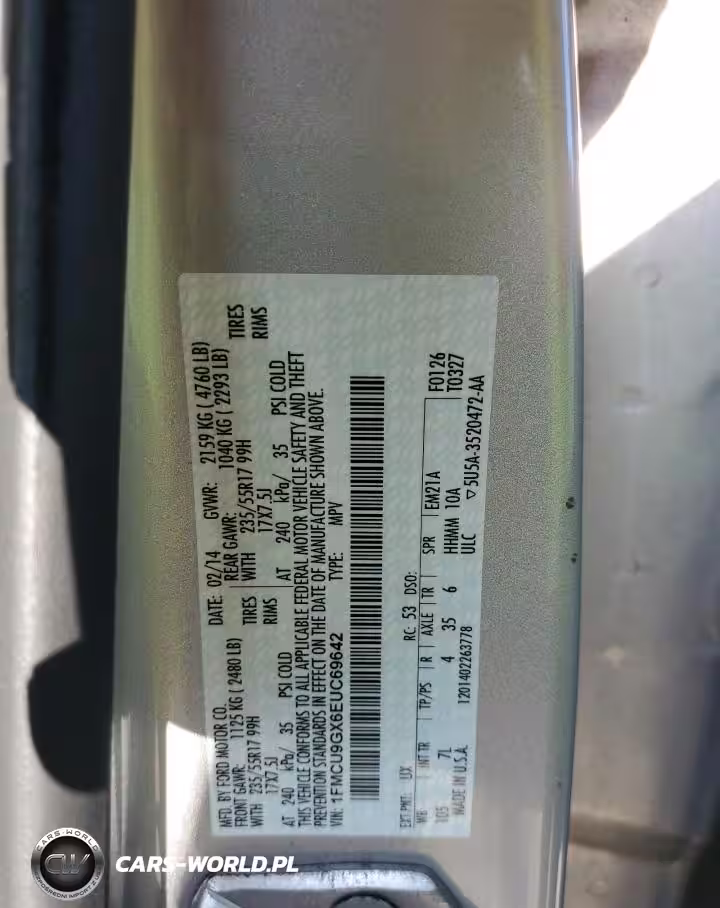 MFD. BY FORD MOTOR CO.
DATE: 02/14 GVWR: 2159 KG ( 4760 LB)
FRONT GAWR: 1125 KG ( 2480 LB)
REAR GAWR: 1040 KG ( 2293 LB)
WITH 235/55R17 99H TIRES
WITH 235/55R17 99H TIRES
17X7.5J RIMS
17X7.5J RIMS
AT 240 kPa/ 35 PSI COLD
AT 240 kPa/ 35 PSI COLD
THIS VEHICLE CONFORMS TO ALL APPLICABLE FEDERAL MOTOR VEHICLE SAFETY AND THEFT
PREVENTION STANDARDS IN EFFECT ON THE DATE OF MANUFACTURE SHOWN ABOVE.
VIN: 1FMCU9GX6EUC69642 TYPE: MPV
EXT PNT: UX RC: 53 DSO: F0126
WB INT TR TP/PS R AXLE TR SPR EM21A T0327
105 7L 4 35 6 HHMM 10A
MADE IN U.S.A. 1201402263778 ULC ▽5U5A-3520472-AA
CARS-WORLD
CW
CARS-WORLD.PL